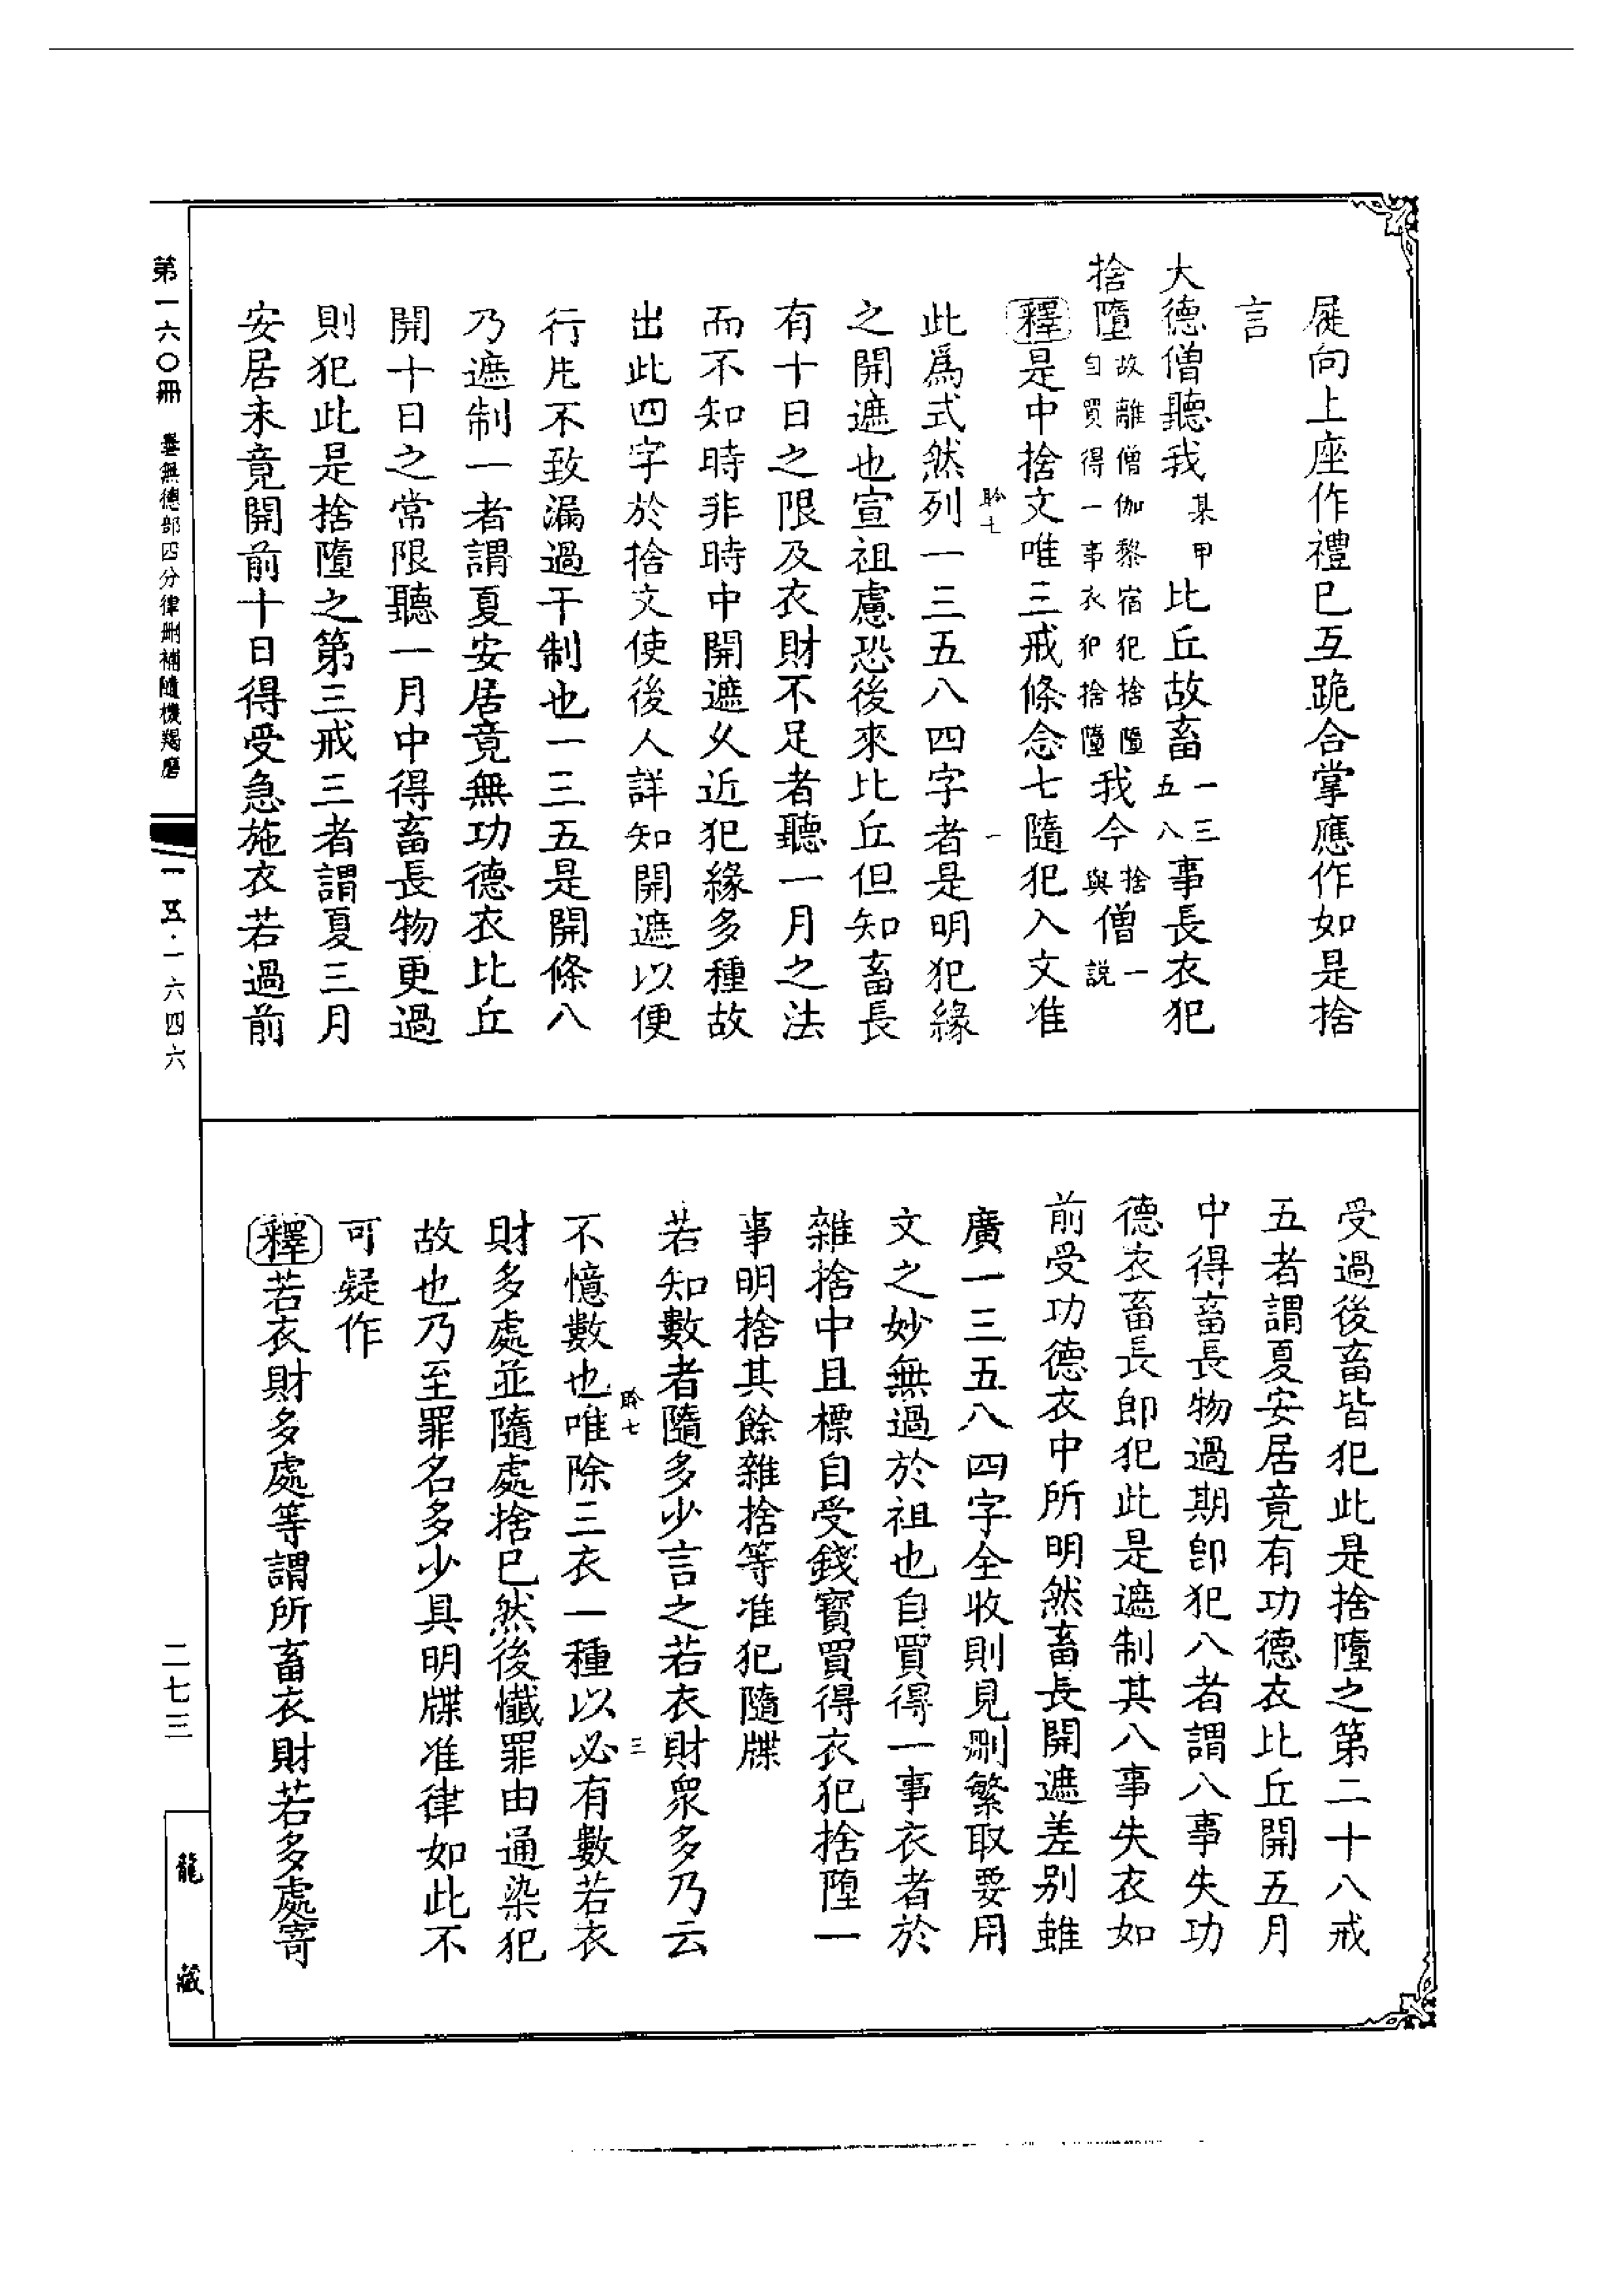 屣向上座作禮已互跪合掌應作如是捨
言
大德僧聽我某甲比丘故畜一三五八事長衣犯
捨墮故離僧伽黎宿犯捨墮自買得一事衣犯捨墮我今捨與僧一說
釋是中捨文唯三戒條念七隨犯入文准
此為式然列一三五八四字者是明犯緣
之開遮也宣祖慮恐後來比丘但知畜長
有十日之限及衣財不足者聽一月之法
而不知時非時中開遮久近犯緣多種故
出此四字於捨文使後人詳知開遮以便
行先不致漏過干制也一三五是開條八
乃遮制一者謂夏安居竟無功德衣比丘
開十日之常限聽一月中得畜長物更過
則犯此是捨墮之第三戒三者謂夏三月
安居未竟開前十日得受急施衣若過前
受過後畜皆犯此是捨墮之第二十八戒
五者謂夏安居竟有功德衣比丘開五月
中得畜長物過期卽犯八者謂八事失功
德衣畜長卽犯此是遮制其八事失衣如
前受功德衣中所明然畜長開遮差别雖
廣一三五八四字全收則見刪繁取要用
文之妙無過於祖也自買得一事衣者於
雜捨中且標自受錢寶買得衣犯捨墮一
事明捨其餘雜捨等准犯隨牒
若知數者隨多少言之若衣財眾多乃云
不憶數也唯除三衣一種以必有數若衣
財多處並隨處捨已然後懺罪由通染犯
故也乃至罪名多少具明牒准律如此不
可疑作
釋若衣財多處等謂所畜衣財若多處寄
聆七
一
聆七
三
第一六〇冊 曇無德部四分律刪補隨機羯磨
一一五·一六四六
二七三
龍藏